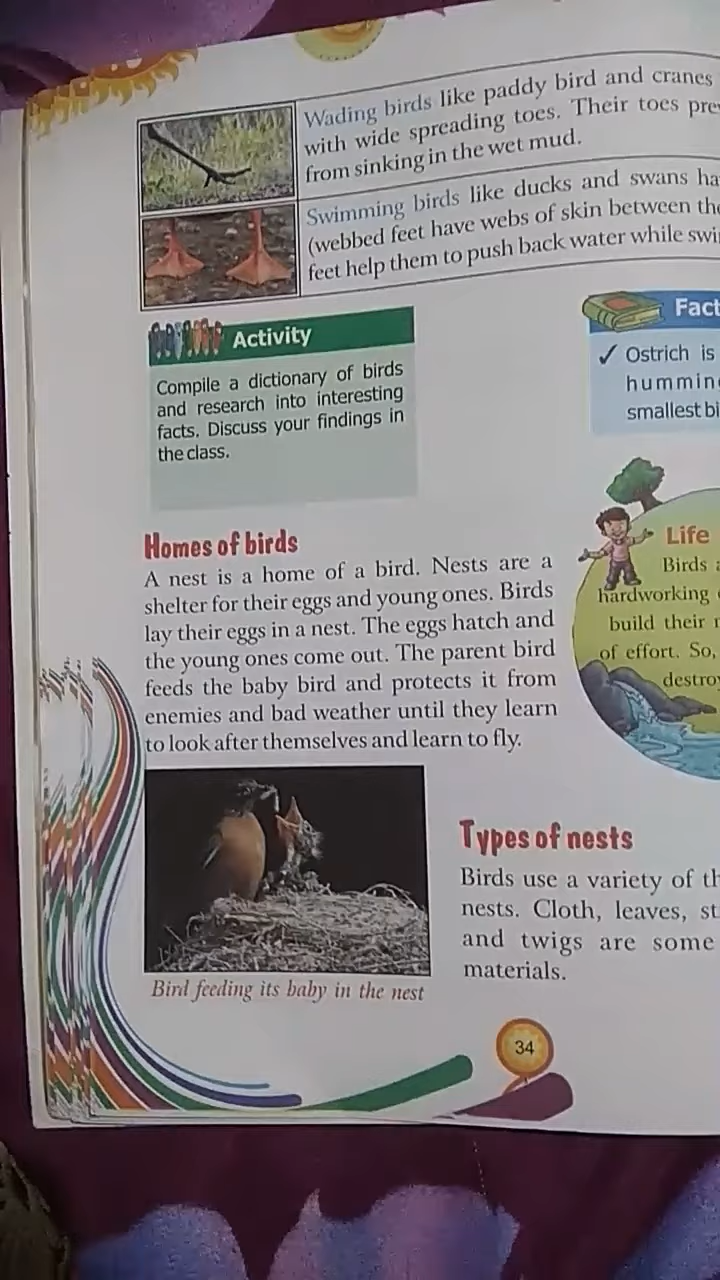 Wading birds like paddy bird and cranes
with wide spreading toes. Their toes
from sinking in the wet mud.
Swimming birds like ducks and swans
(webbed feet have webs of skin between
feet help them to push back water while
Activity
Compile a dictionary of birds
and research into interesting
facts. Discuss your findings in
the class.
Fact
✓ Ostrich is
smallest
Homes of birds
A nest is a home of a bird. Nests are a
shelter for their eggs and young ones. Birds
lay their eggs in a nest. The eggs hatch and
the young ones come out. The parent bird
feeds the baby bird and protects it from
enemies and bad weather until they learn
to look after themselves and learn to fly.
Life
Birds
hardworking
build their
of effort. So,
Bird feeding its baby in the nest
Types of nests
Birds use a variety of
nests. Cloth, leaves,
and twigs are some
materials.
34